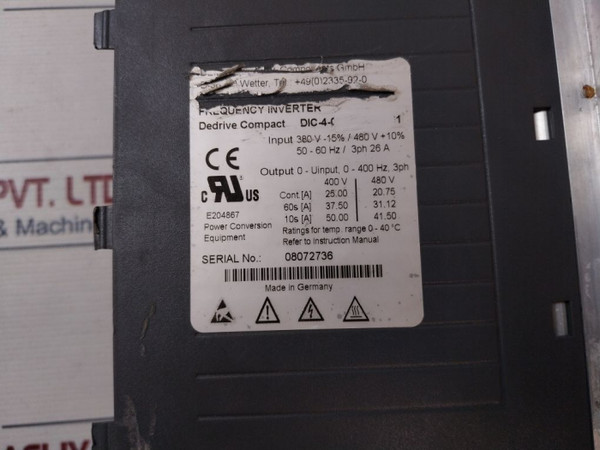 GmbH
Wetter, Tel.: +49(0)2335-92-0
FREQUENCY INVERTER
Dedrive Compact DIC-4-
Input 380 V -15% / 460 V +10%
50 - 60 Hz / 3ph 26 A
Output 0 - Uinput, 0 - 400 Hz, 3ph
400 V 480 V
Cont.[A] 25.00 20.75
60s [A] 37.50 31.12
10s [A] 50.00 41.50
CE
C RU US
E204867
Power Conversion
Equipment
Ratings for temp. range 0 - 40 °C
Refer to Instruction Manual
SERIAL No.: 08072736
Made in Germany
PVT. LTD
& Machin